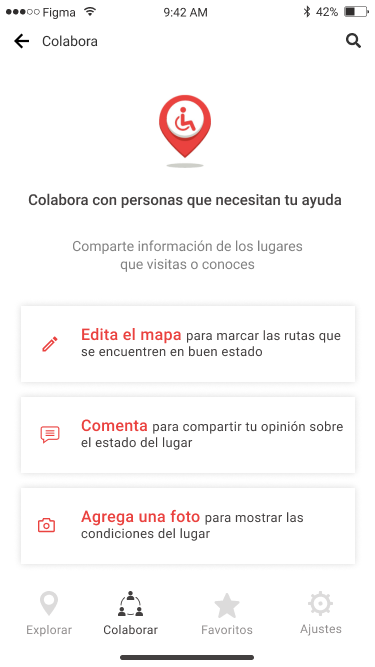 Figma 9:42 AM 42%
Colabora
Colabora con personas que necesitan tu ayuda
Comparte información de los lugares
que visitas o conoces
Edita el mapa para marcar las rutas que
se encuentren en buen estado
Comenta para compartir tu opinión sobre
el estado del lugar
Agrega una foto para mostrar las
condiciones del lugar
Explorar Colaborar Favoritos Ajustes